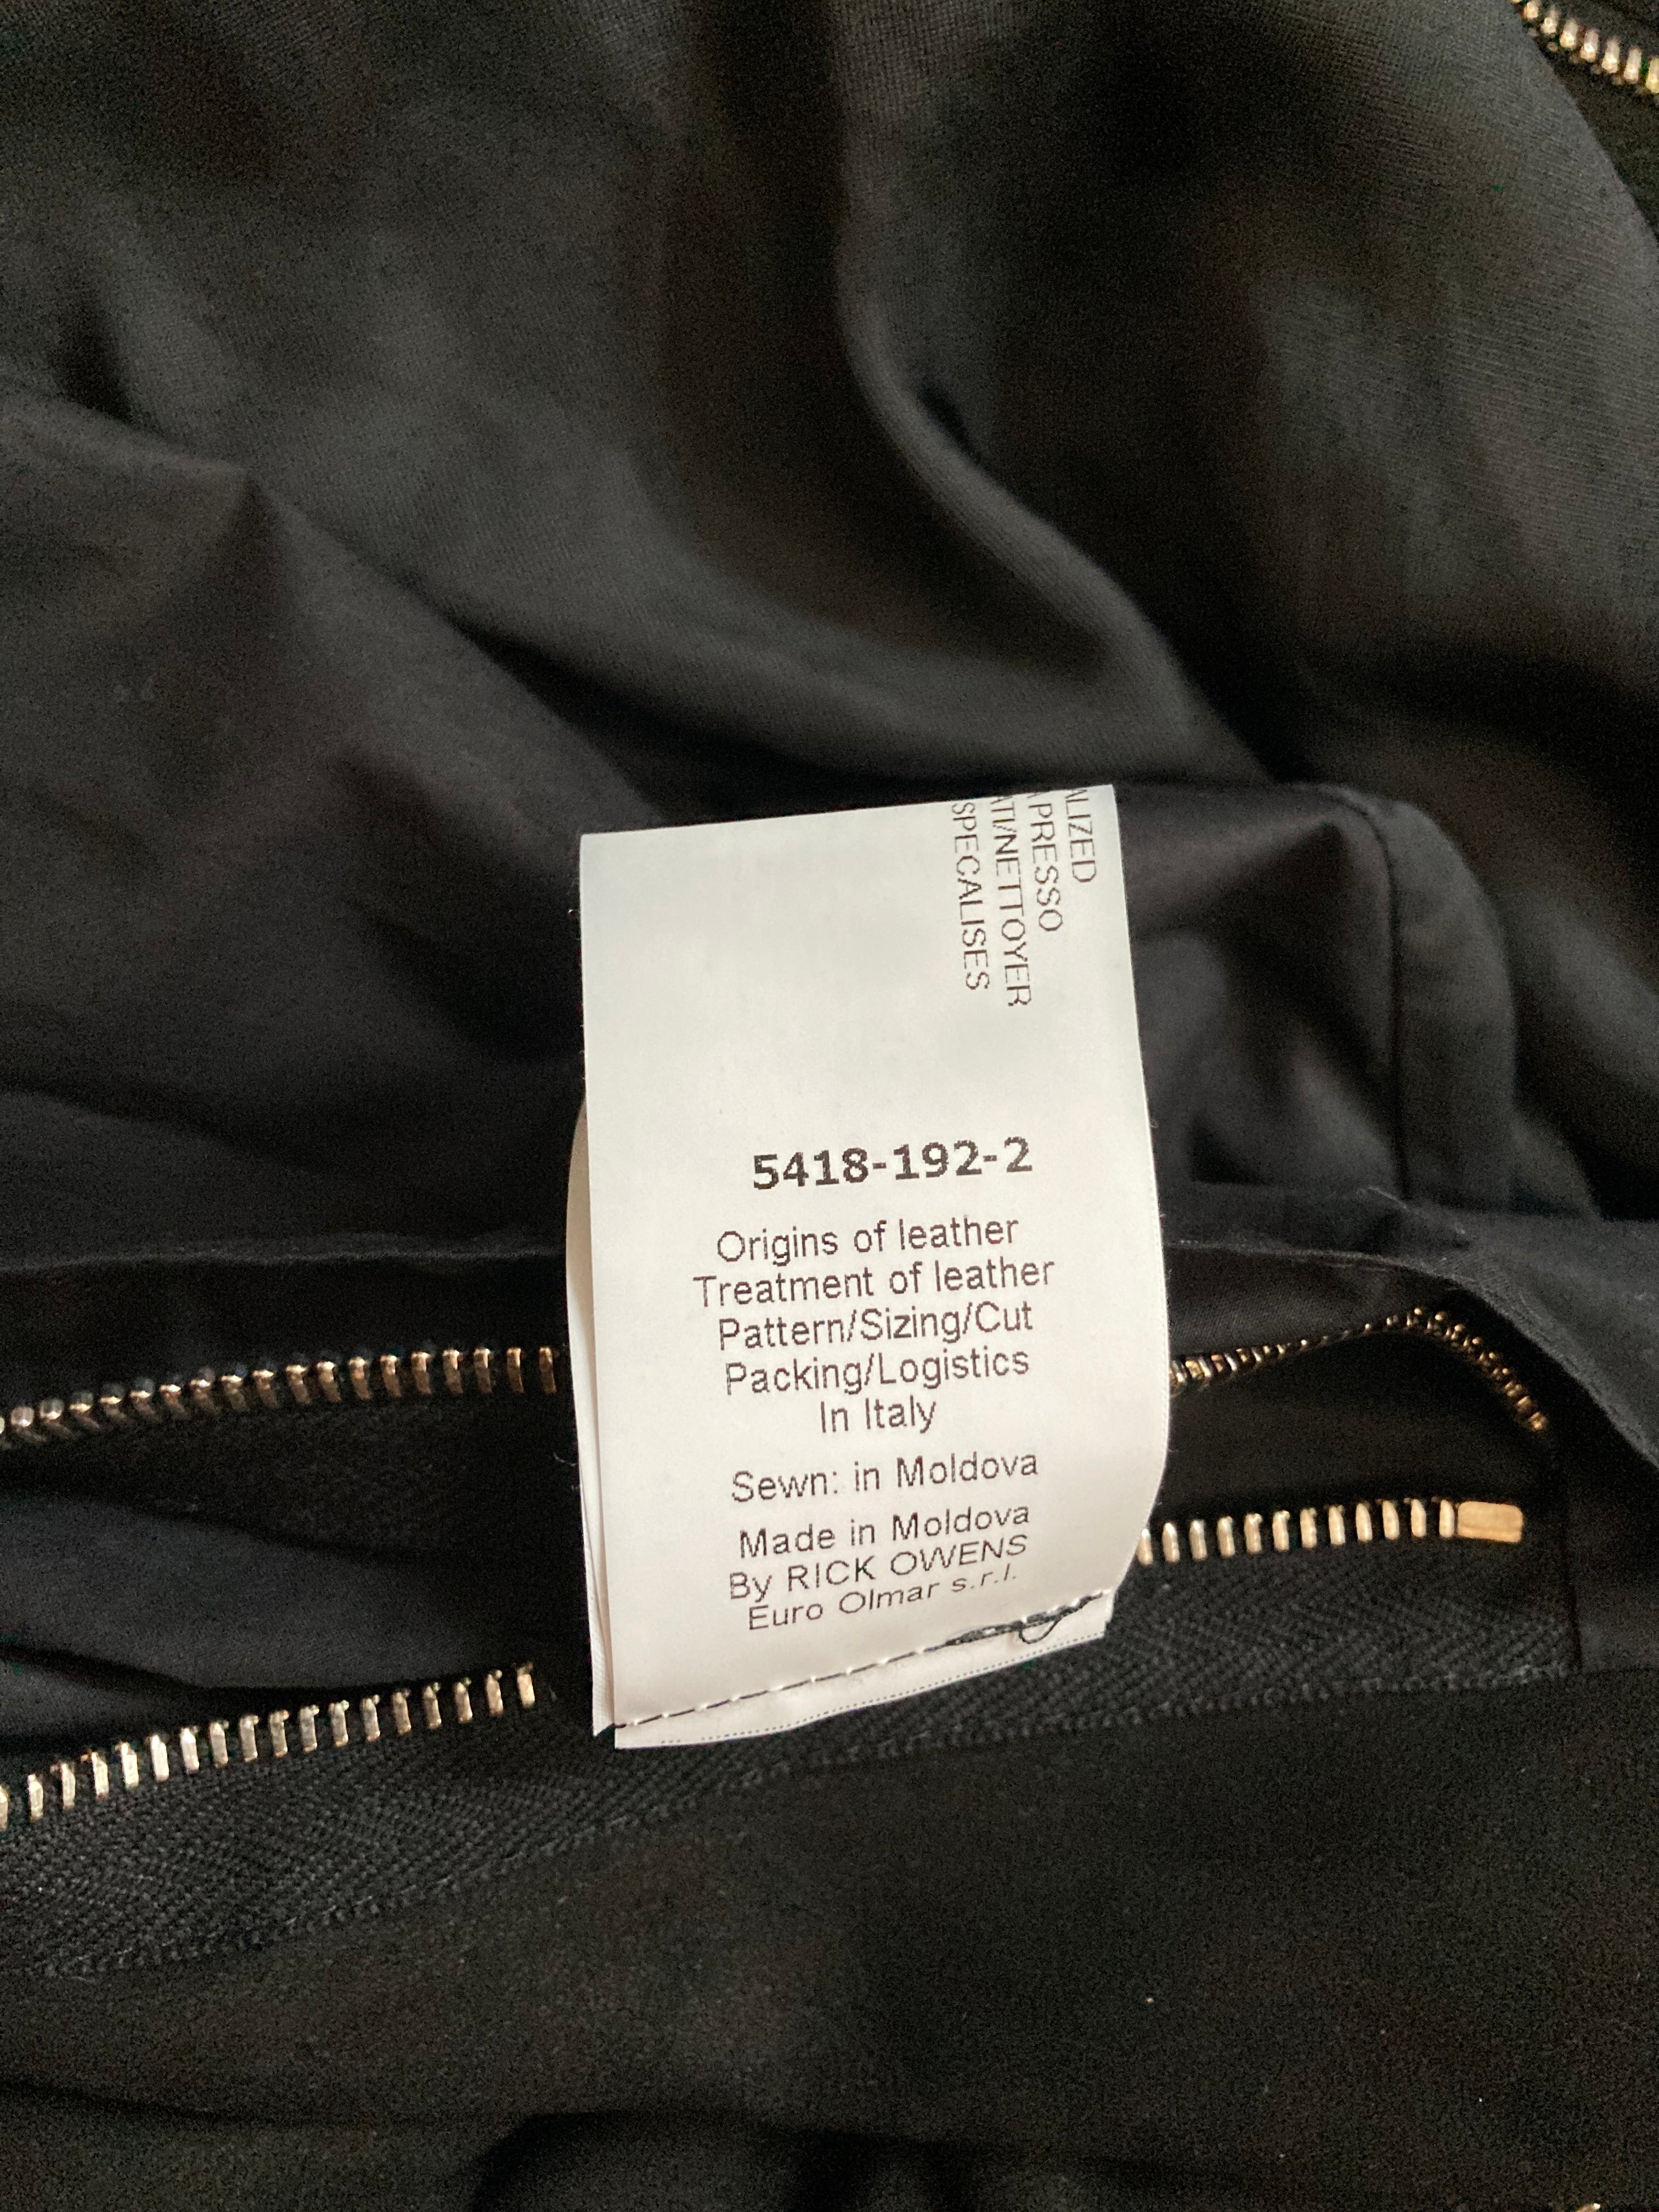 ALIZED
A PRESSO
ATI/NETTOYER
SPECALISES
5418-192-2
Origins of leather
Treatment of leather
Pattern/Sizing/Cut
Packing/Logistics
In Italy
Sewn: in Moldova
Made in Moldova
By RICK OWENS
Euro Olmar s.r.l.